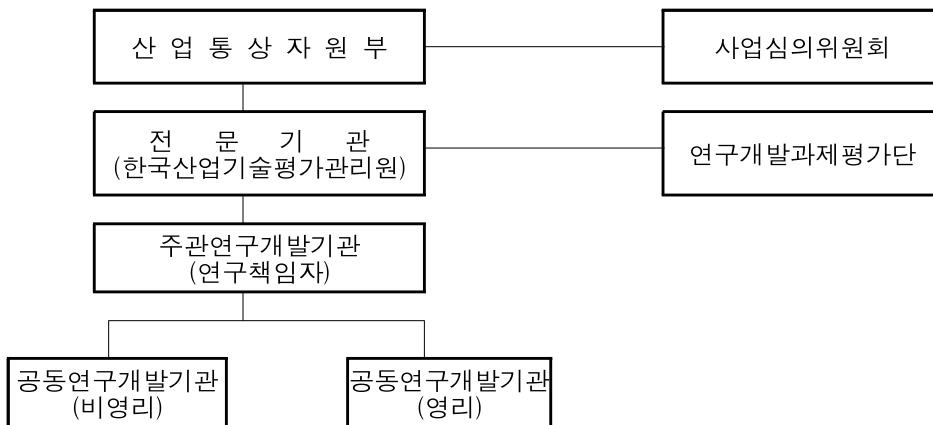 산 업 통 상 자 원 부
사업심의위원회
전 문 기 관
(한국산업기술평가관리원)
연구개발과제평가단
주관연구개발기관
(연구책임자)
공동연구개발기관
(비영리)
공동연구개발기관
(영리)